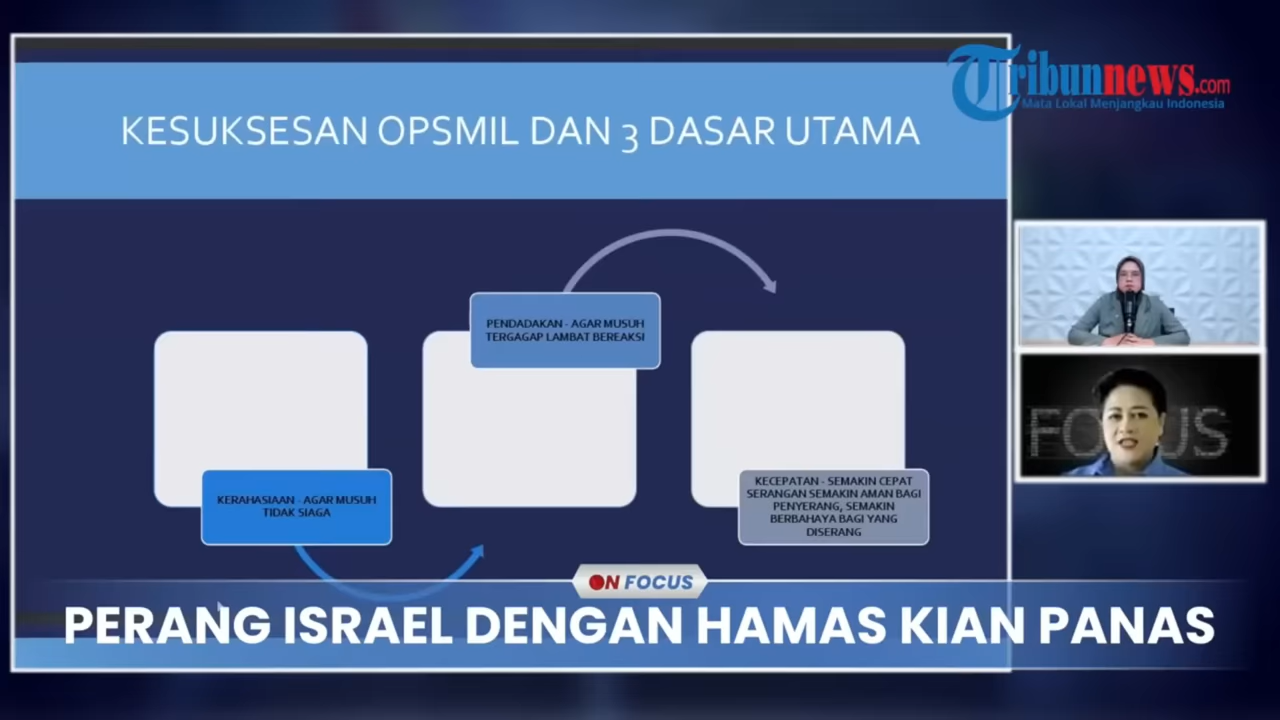 Tribunnews.com
Mata Lokal Menjangkau Indonesia
KESUKSESAN OPSMIL DAN 3 DASAR UTAMA
PENDADAKAN - AGAR MUSUH
TERGAGAP LAMBAT BEREAKSI
KERAHASIAAN - AGAR MUSUH
TIDAK SIAGA
KECEPATAN - SEMAKIN CEPAT
SERANGAN SEMAKIN AMAN BAGI
PENYERANG, SEMAKIN
BERBAHAYA BAGI YANG
DISERANG
FOCUS
ON FOCUS
PERANG ISRAEL DENGAN HAMAS KIAN PANAS